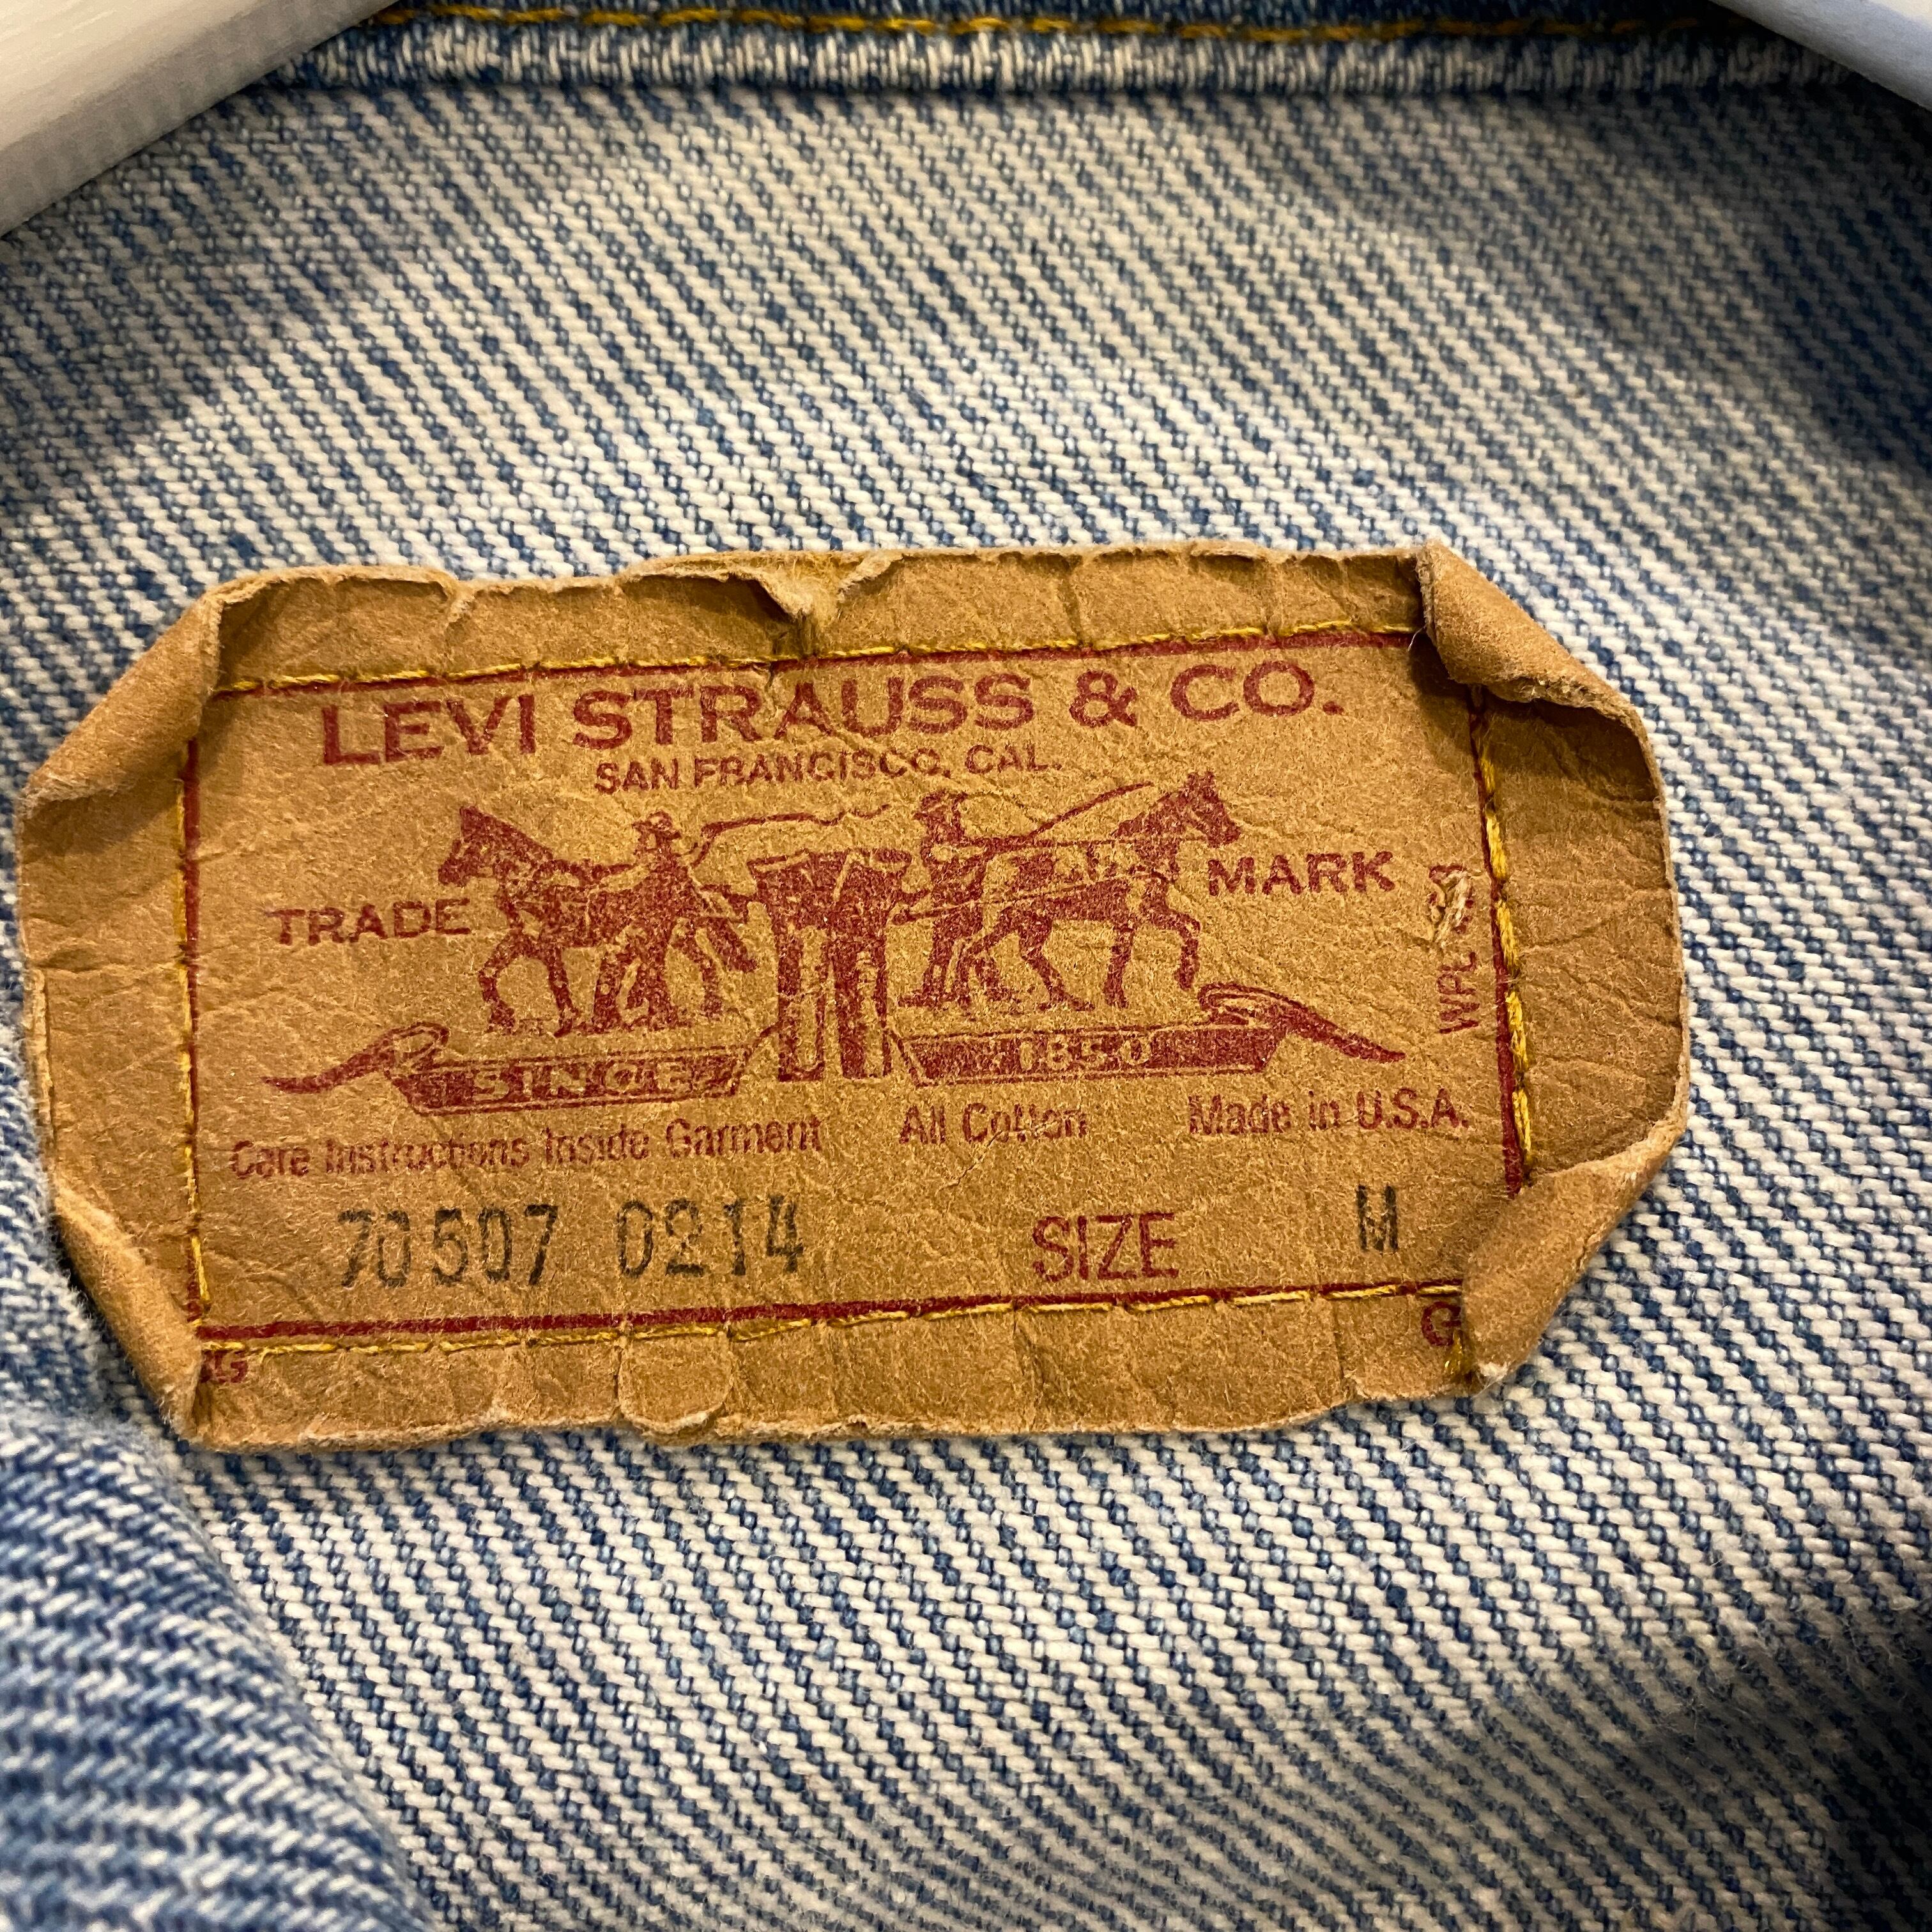 LEVI STRAUSS & CO.
SAN FRANCISCO, CAL.
TRADE MARK
SINCE 1850
WPL
Care Instructions Inside Garment All Cotton Made in U.S.A.
70507 0214 SIZE M